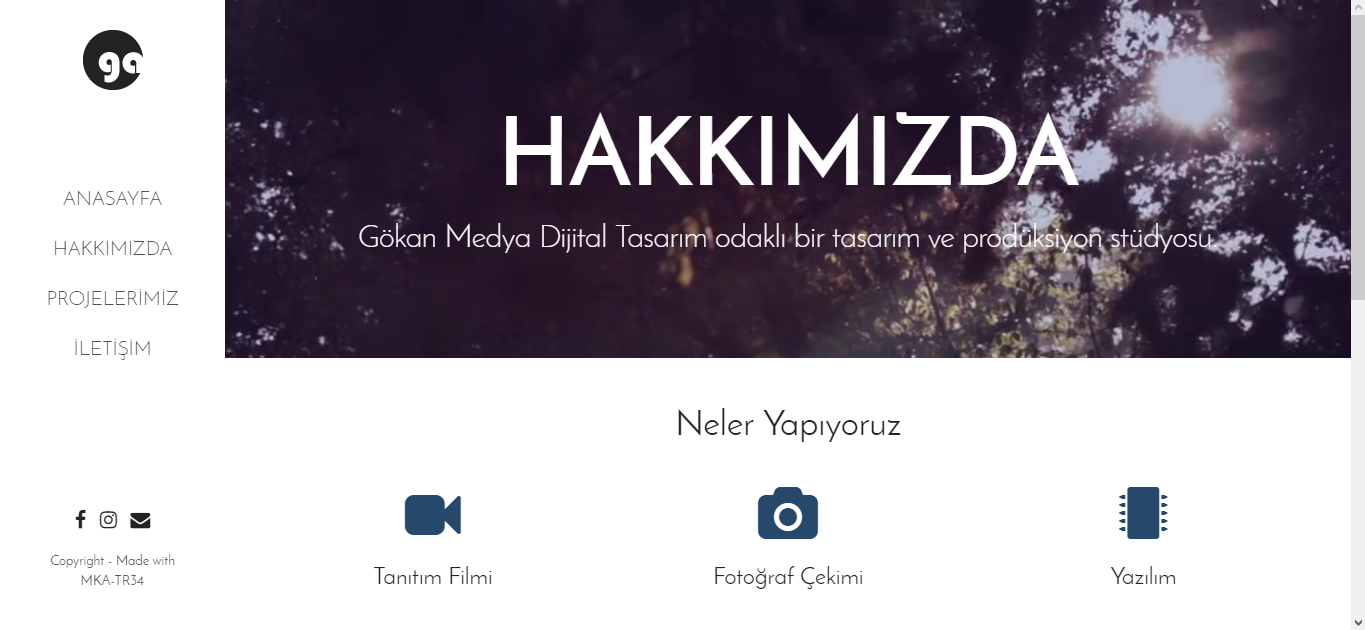 ga
ANASAYFA
HAKKIMIZDA
PROJELERİMİZ
İLETİŞİM
Copyright - Made with
MKA-TR34
HAKKIMIZDA
Gökan Medya Dijital Tasarım odaklı bir tasarım ve prodüksiyon stüdyosu.
Neler Yapıyoruz
Tanıtım Filmi
Fotoğraf Çekimi
Yazılım